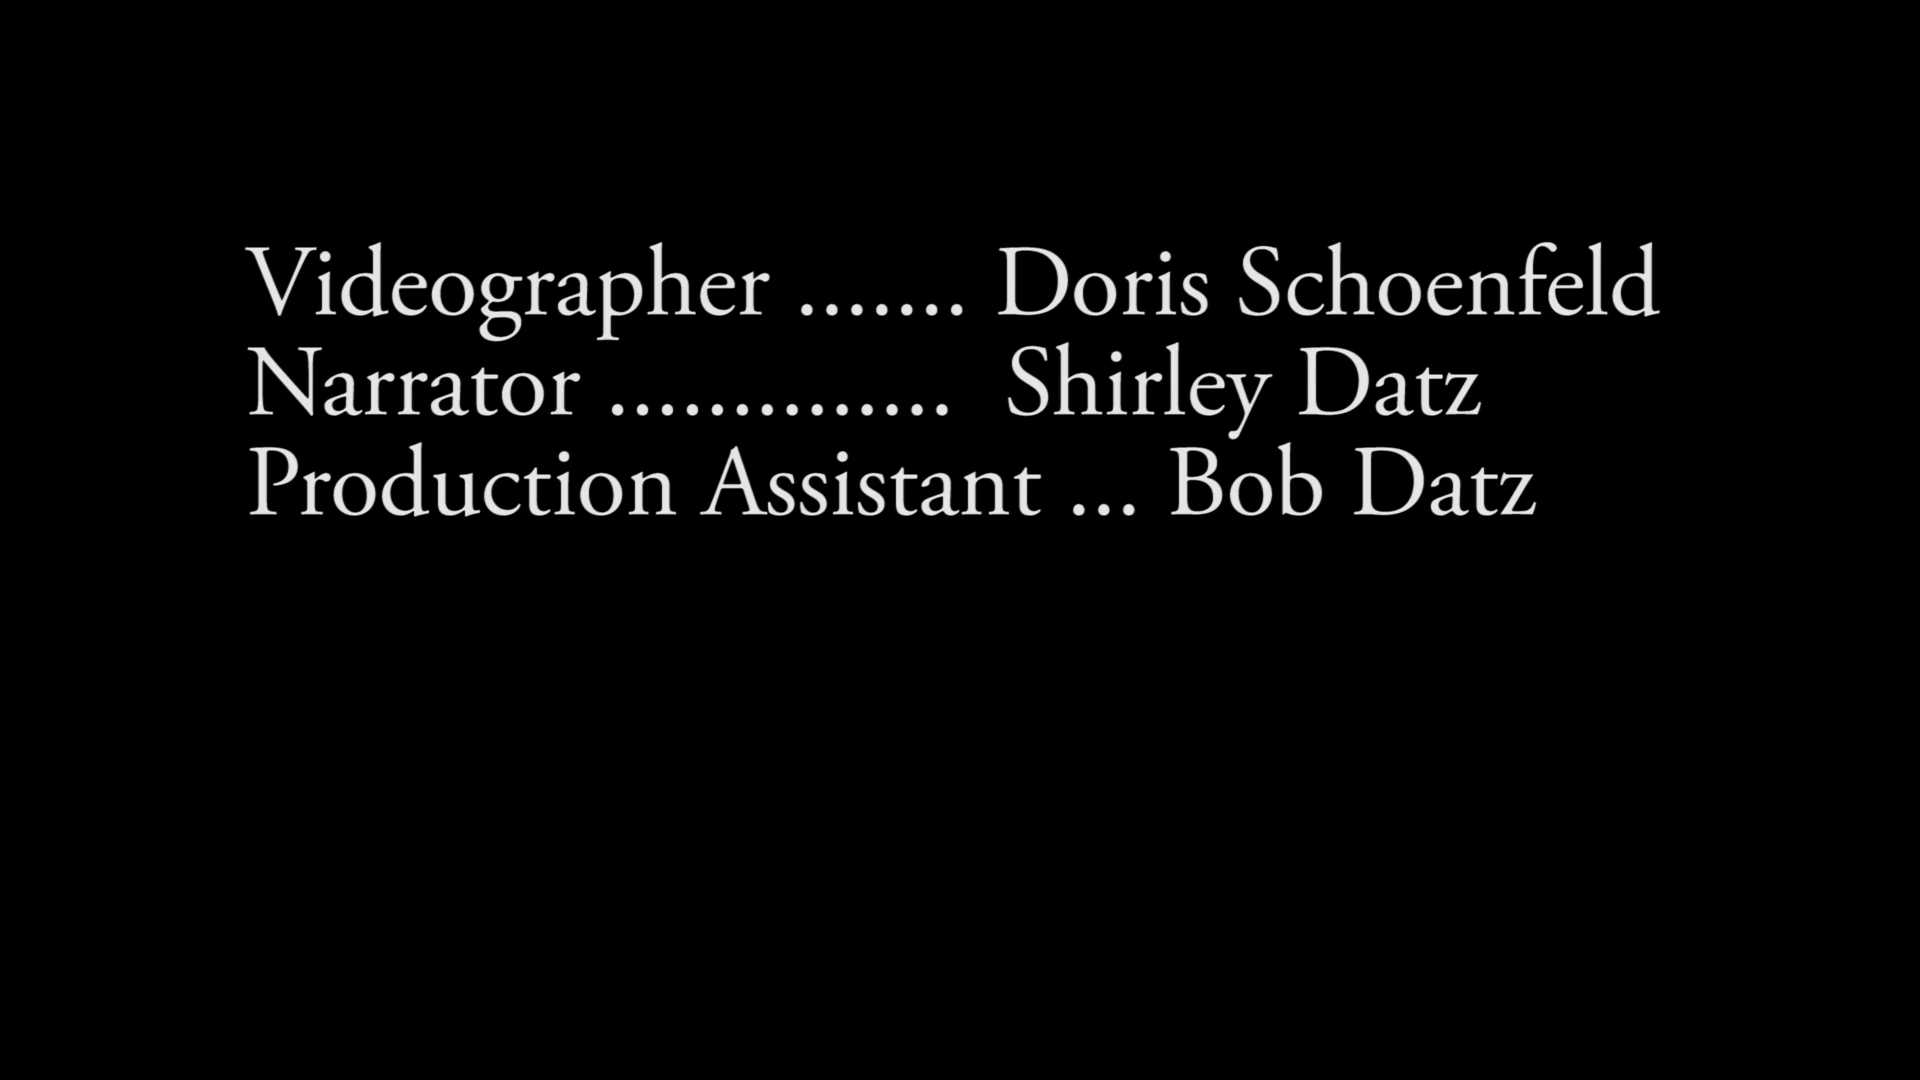 Videographer ....... Doris Schoenfeld
Narrator ..............  Shirley Datz
Production Assistant ... Bob Datz